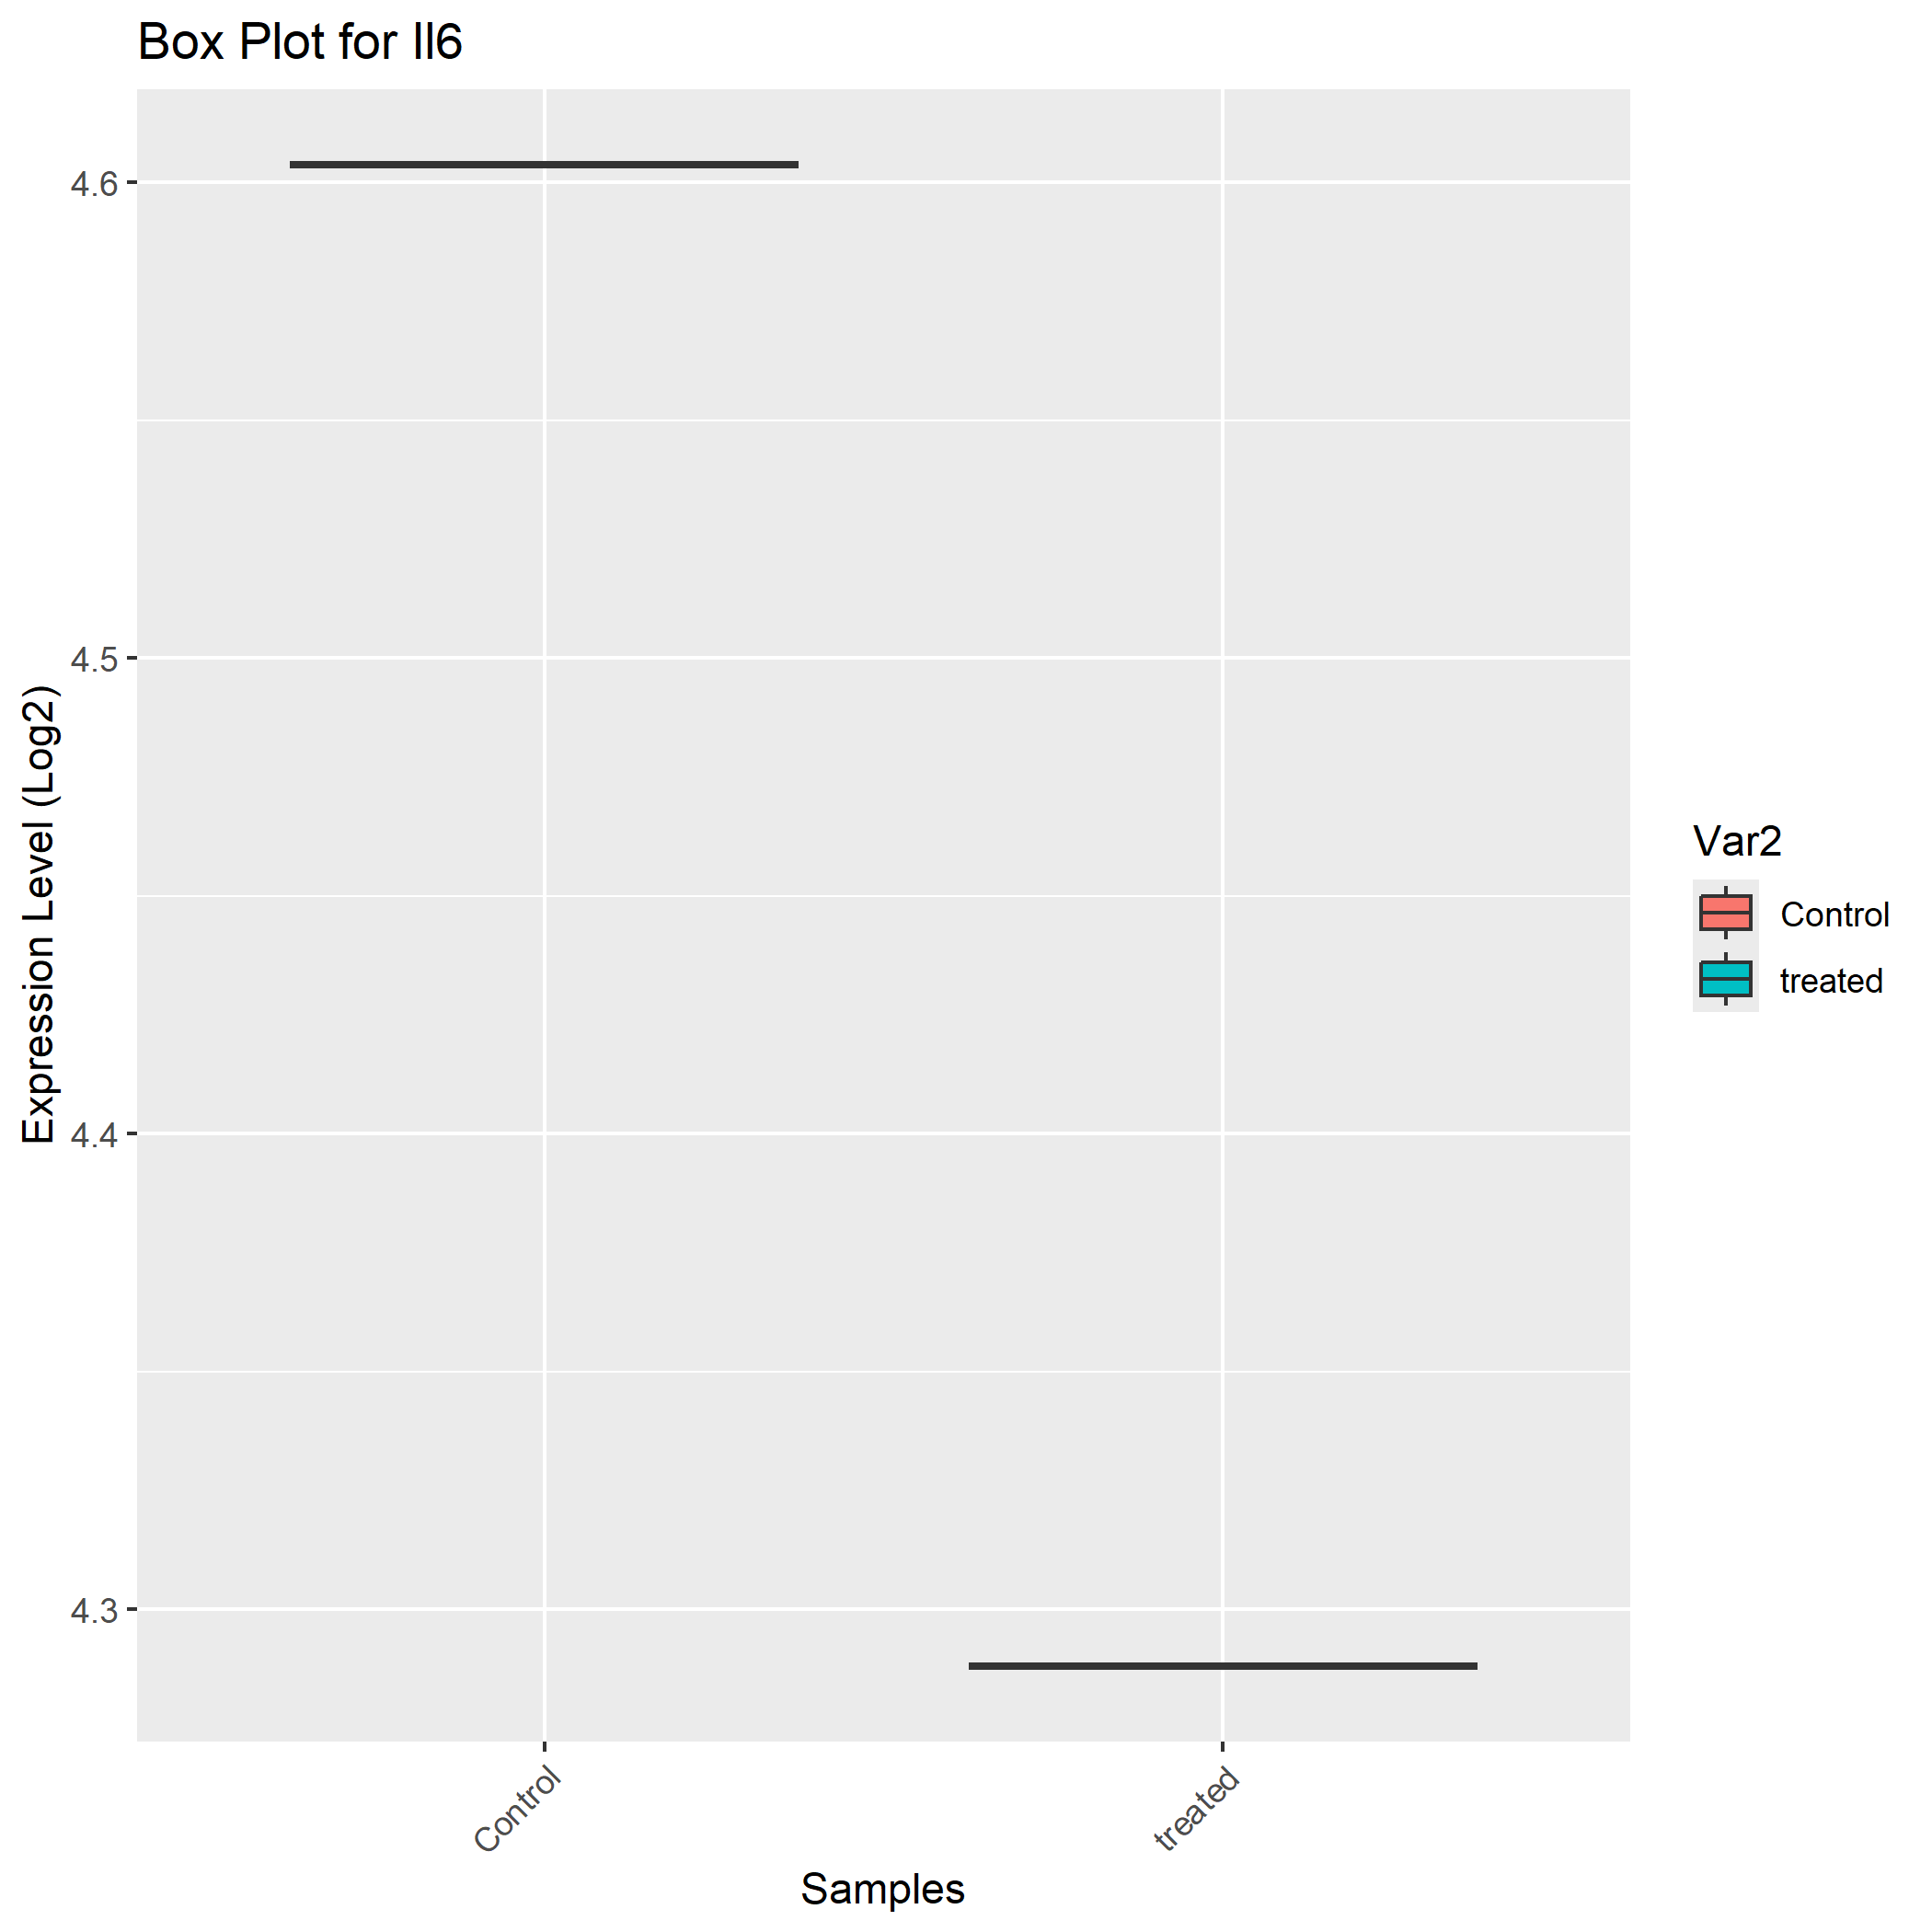 Box Plot for Il6
Expression Level (Log2)
4.6
4.5
4.4
4.3
Control
treated
Samples
Var2
Control
treated